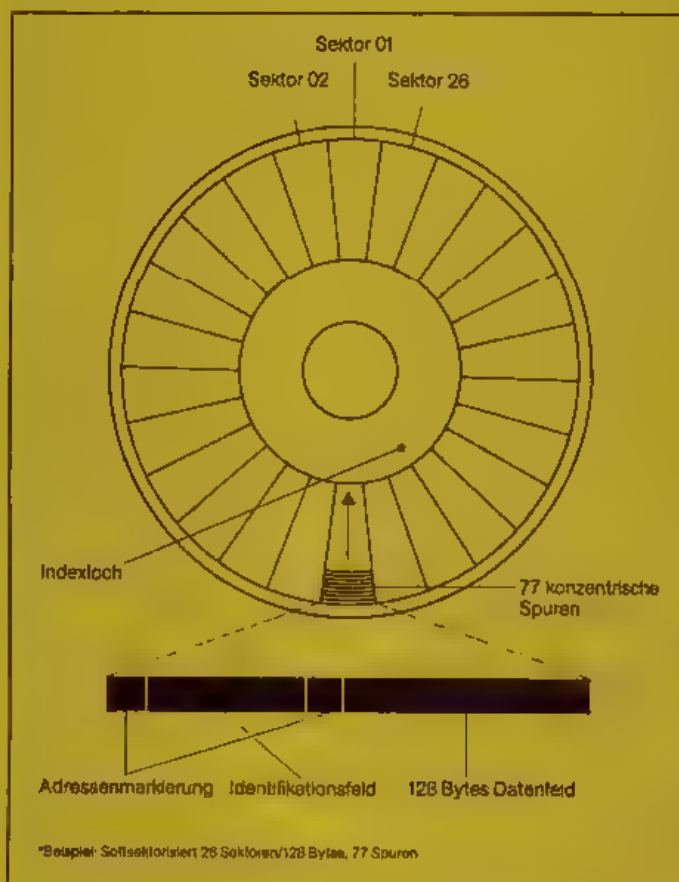 Sektor 01
Sektor 02
Sektor 26
Indexloch
77 konzentrische
Spuren
Adressenmarkierung
Identifikationsfeld
128 Bytes Datenfeld
*Beispiel: Softsektorisiert 26 Sektoren/128 Bytes, 77 Spuren